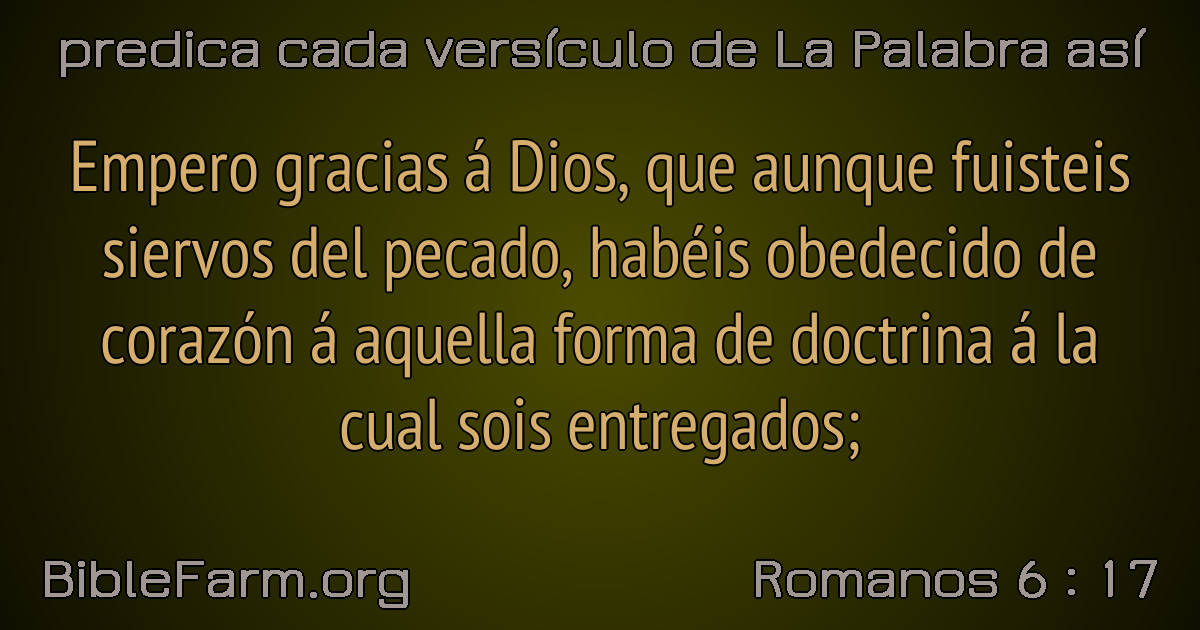 predica cada versículo de La Palabra así
Empero gracias á Dios, que aunque fuisteis
siervos del pecado, habéis obedecido de
corazón á aquella forma de doctrina á la
cual sois entregados;
BibleFarm.org
Romanos 6 : 17